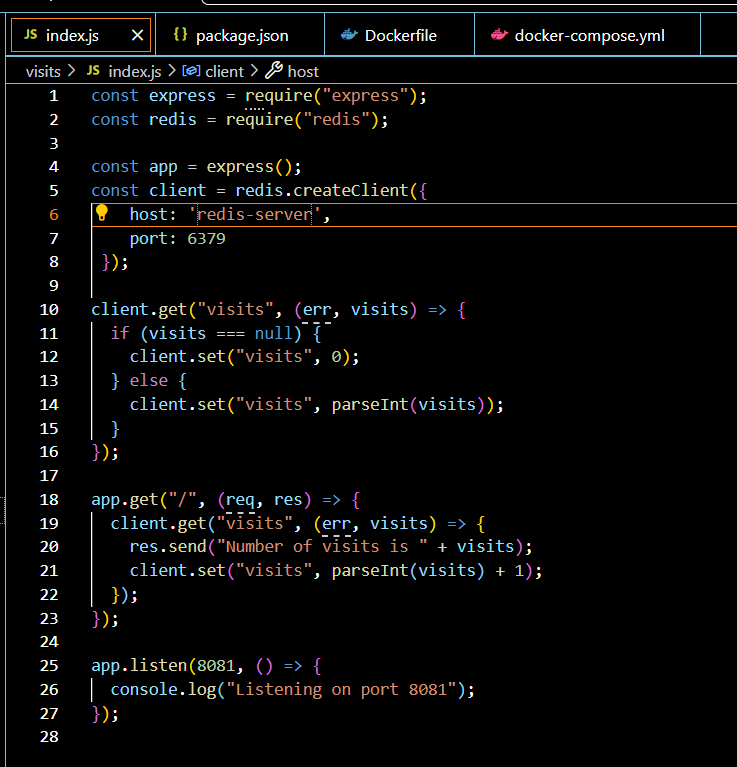 JS index.js × {} package.json Dockerfile docker-compose.yml
visits > JS index.js > client > host
1 const express = require("express");
2 const redis = require("redis");
3
4 const app = express();
5 const client = redis.createClient({
6 host: 'redis-server',
7 port: 6379
8 });
9
10 client.get("visits", (err, visits) => {
11 if (visits === null) {
12 client.set("visits", 0);
13 } else {
14 client.set("visits", parseInt(visits));
15 }
16 });
17
18 app.get("/", (req, res) => {
19 client.get("visits", (err, visits) => {
20 res.send("Number of visits is " + visits);
21 client.set("visits", parseInt(visits) + 1);
22 });
23 });
24
25 app.listen(8081, () => {
26 console.log("Listening on port 8081");
27 });
28